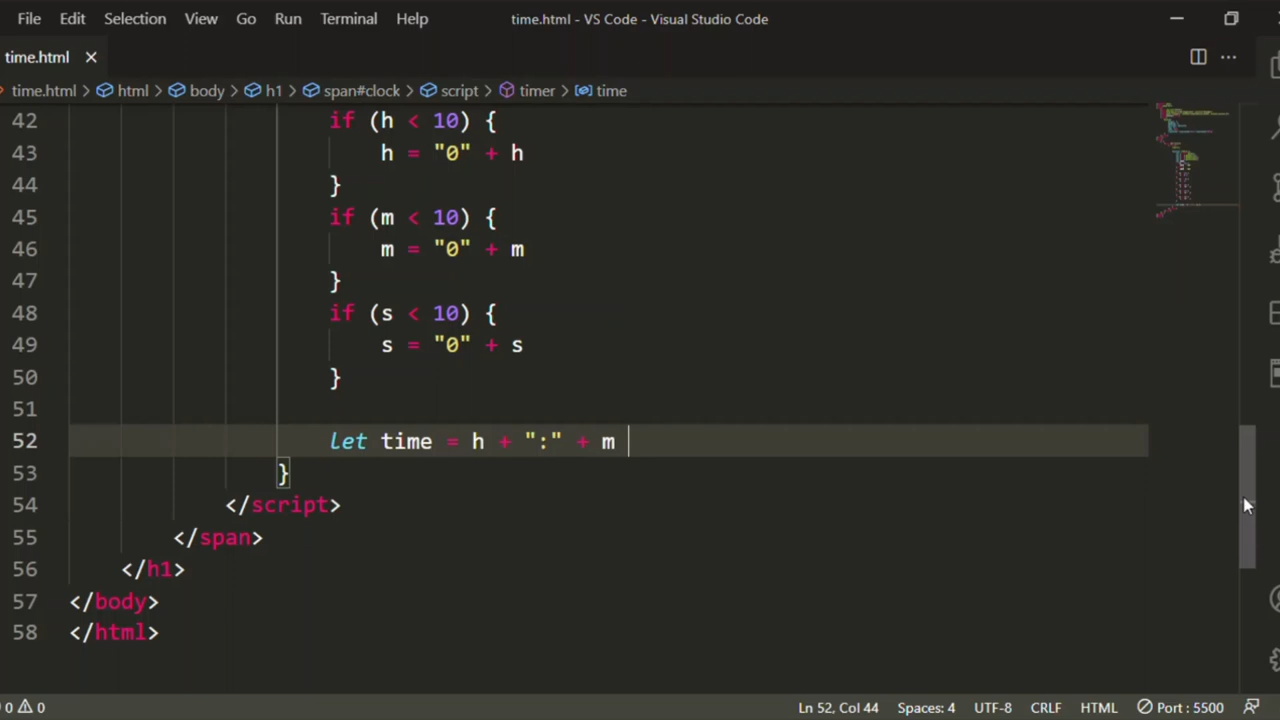 File Edit Selection View Go Run Terminal Help time.html - VS Code - Visual Studio Code
time.html
time.html > html > body > h1 > span#clock > script > timer > time
42 if (h < 10) {
43 h = "0" + h
44 }
45 if (m < 10) {
46 m = "0" + m
47 }
48 if (s < 10) {
49 s = "0" + s
50 }
51
52 let time = h + ":" + m
53 }
54 </script>
55 </span>
56 </h1>
57 </body>
58 </html>
0 0 Ln 52, Col 44 Spaces: 4 UTF-8 CRLF HTML Port : 5500